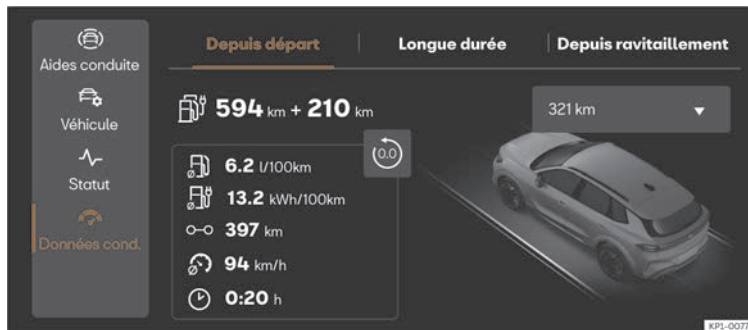 Aides conduite
Véhicule
Statut
Données cond.
Depuis départ
Longue durée
Depuis ravitaillement
594 km + 210 km
321 km
0.0
6.2 l/100km
13.2 kWh/100km
397 km
94 km/h
0:20 h
KP1-0077